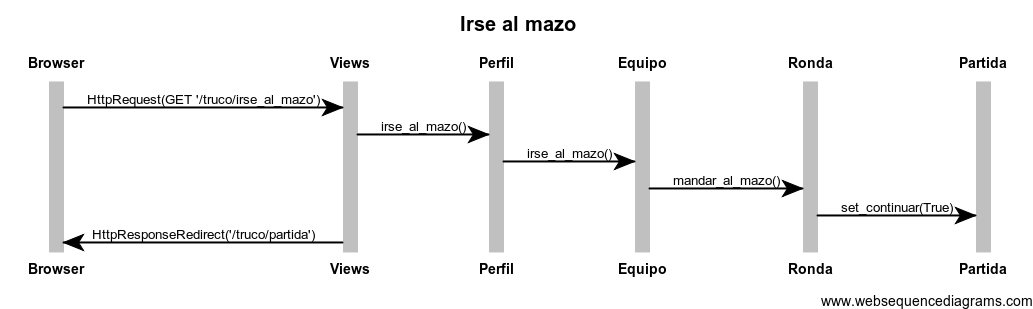 Irse al mazo
Browser Views Perfil Equipo Ronda Partida
HttpRequest(GET '/truco/irse_al_mazo')
irse_al_mazo()
irse_al_mazo()
mandar_al_mazo()
set_continuar(True)
HttpResponseRedirect('/truco/partida')
Browser Views Perfil Equipo Ronda Partida
www.websequencediagrams.com